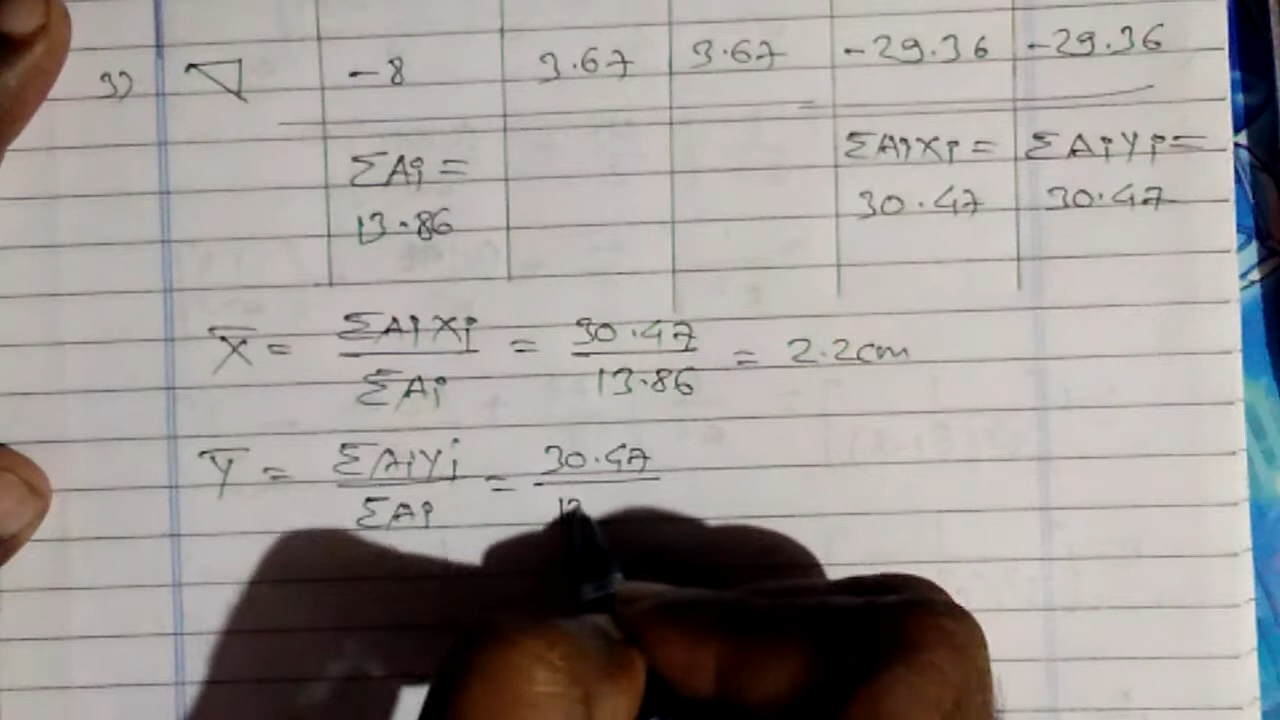 3) -8 3.67 3.67 -29.36 -29.36
ΣAi = ΣAiXi = ΣAiYi =
13.86 30.47 30.47
X̄ = ΣAiXi / ΣAi = 30.47 / 13.86 = 2.2cm
Ȳ = ΣAiYi / ΣAi = 30.47 /